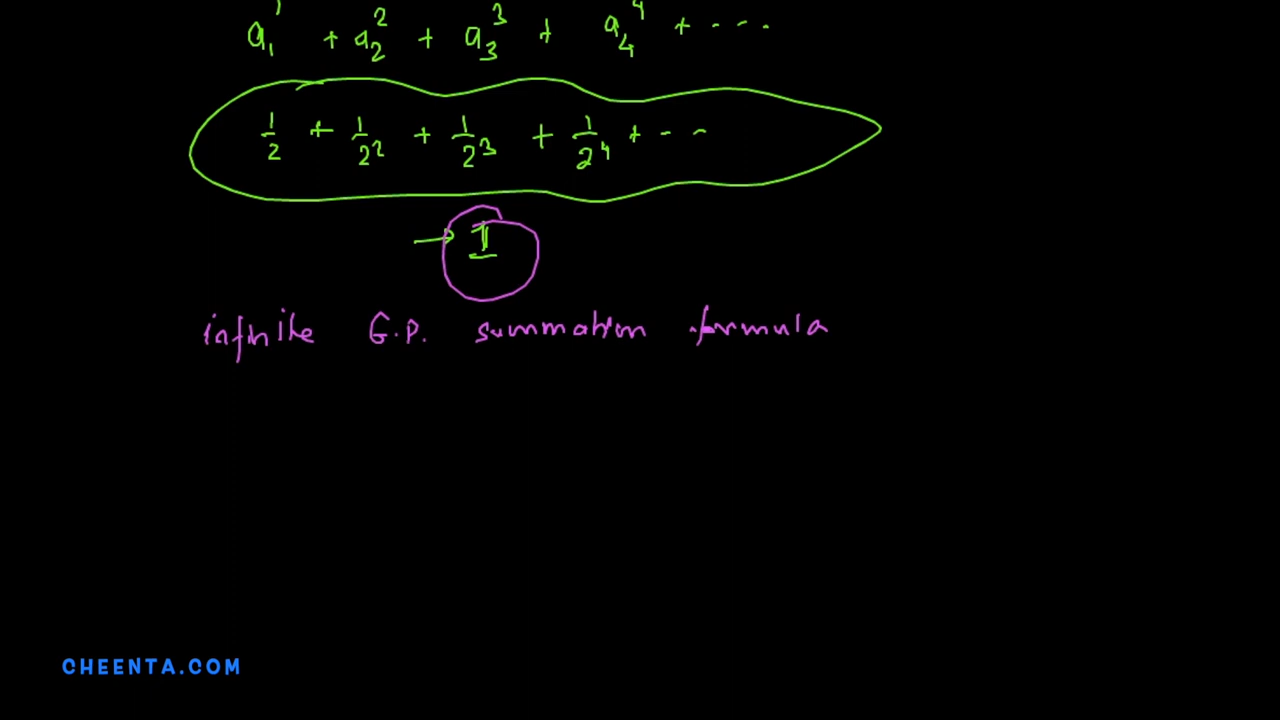 a₁¹ + a₂² + a₃³ + a₄⁴ + - - .
1/2 + 1/2² + 1/2³ + 1/2⁴ + - -
→ 1
infinite G.P. summation formula
CHEENTA.COM